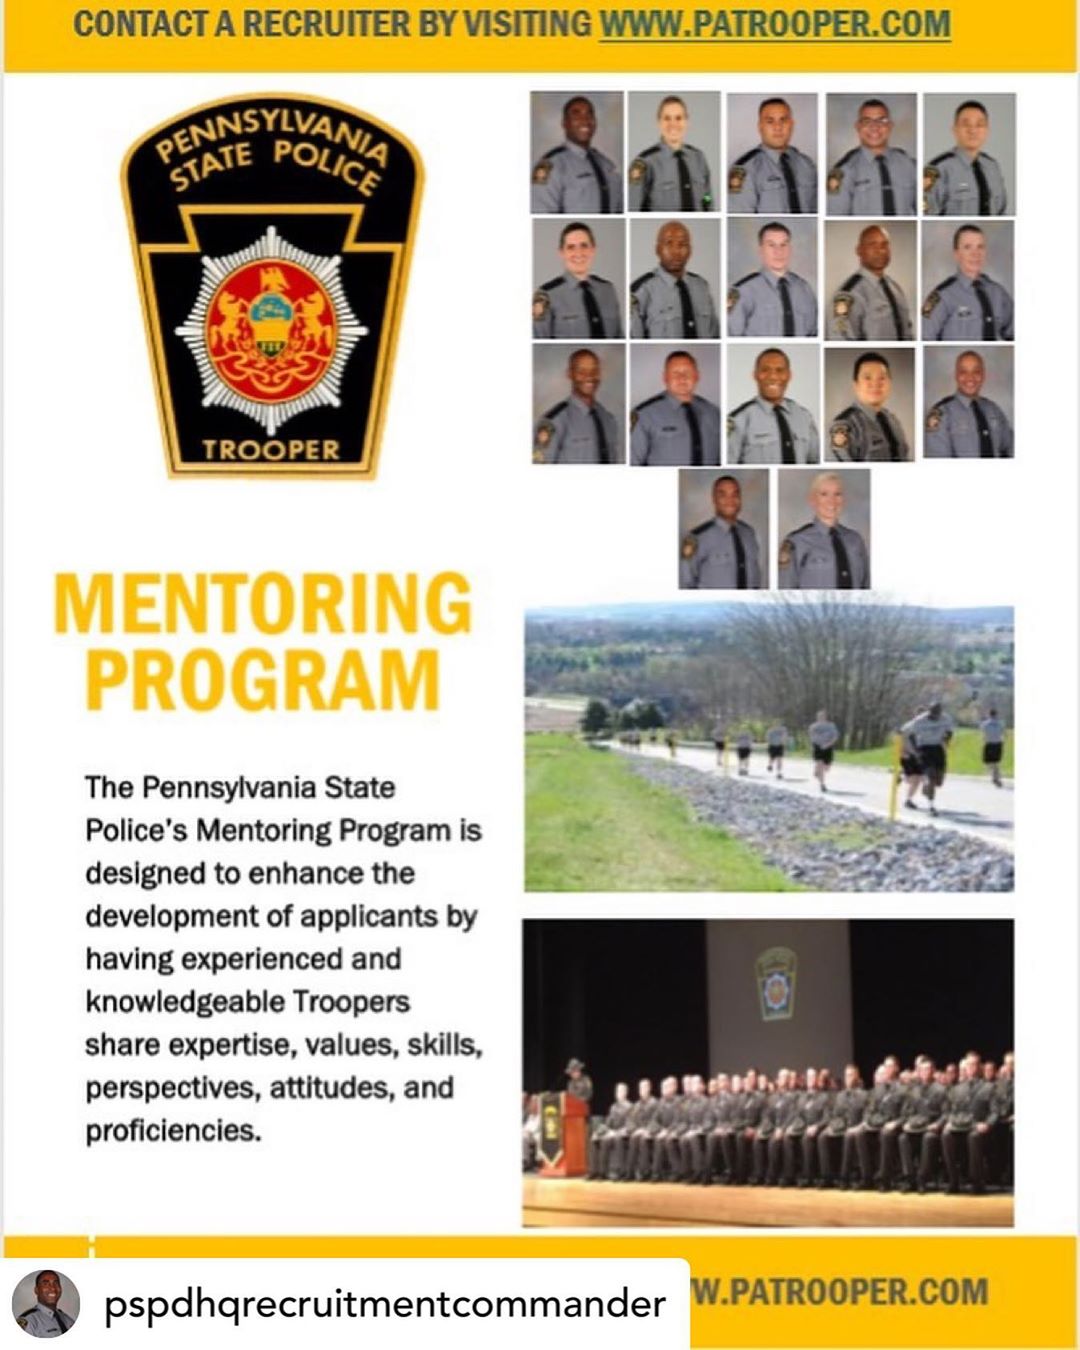 CONTACT A RECRUITER BY VISITING WWW.PATROOPER.COM
PENNSYLVANIA
STATE POLICE
TROOPER
MENTORING
PROGRAM
The Pennsylvania State
Police's Mentoring Program is
designed to enhance the
development of applicants by
having experienced and
knowledgeable Troopers
share expertise, values, skills,
perspectives, attitudes, and
proficiencies.
pspdhqrecruitmentcommander
W.PATROOPER.COM